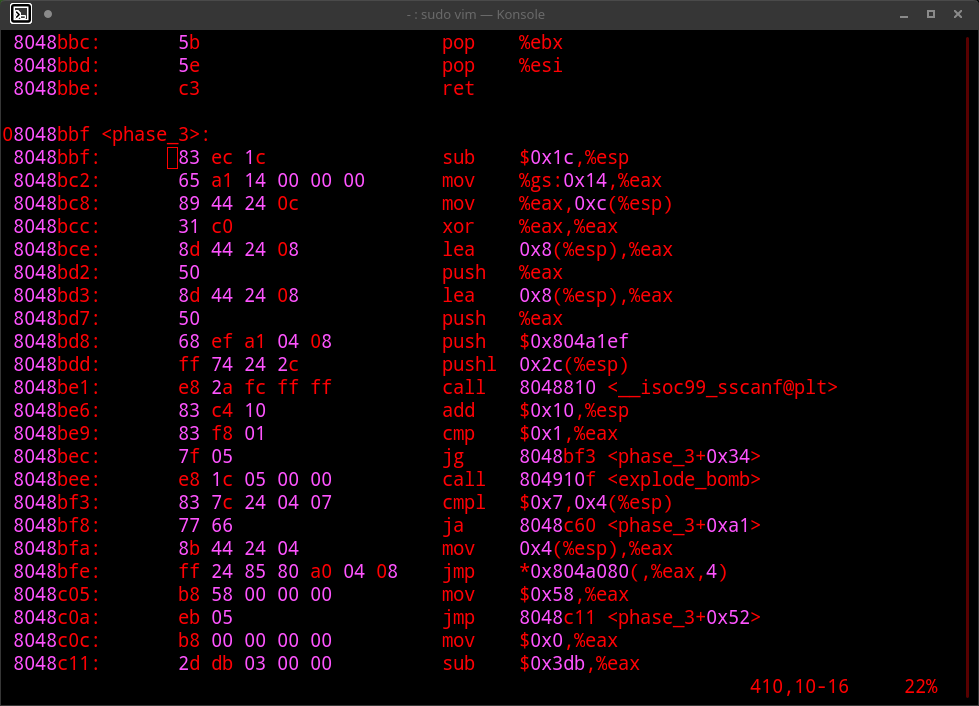 - : sudo vim — Konsole
8048bbc: 5b pop %ebx
8048bbd: 5e pop %esi
8048bbe: c3 ret
08048bbf <phase_3>:
8048bbf: 83 ec 1c sub $0x1c,%esp
8048bc2: 65 a1 14 00 00 00 mov %gs:0x14,%eax
8048bc8: 89 44 24 0c mov %eax,0xc(%esp)
8048bcc: 31 c0 xor %eax,%eax
8048bce: 8d 44 24 08 lea 0x8(%esp),%eax
8048bd2: 50 push %eax
8048bd3: 8d 44 24 08 lea 0x8(%esp),%eax
8048bd7: 50 push %eax
8048bd8: 68 ef a1 04 08 push $0x804a1ef
8048bdd: ff 74 24 2c pushl 0x2c(%esp)
8048be1: e8 2a fc ff ff call 8048810 <__isoc99_sscanf@plt>
8048be6: 83 c4 10 add $0x10,%esp
8048be9: 83 f8 01 cmp $0x1,%eax
8048bec: 7f 05 jg 8048bf3 <phase_3+0x34>
8048bee: e8 1c 05 00 00 call 804910f <explode_bomb>
8048bf3: 83 7c 24 04 07 cmpl $0x7,0x4(%esp)
8048bf8: 77 66 ja 8048c60 <phase_3+0xa1>
8048bfa: 8b 44 24 04 mov 0x4(%esp),%eax
8048bfe: ff 24 85 80 a0 04 08 jmp *0x804a080(,%eax,4)
8048c05: b8 58 00 00 00 mov $0x58,%eax
8048c0a: eb 05 jmp 8048c11 <phase_3+0x52>
8048c0c: b8 00 00 00 00 mov $0x0,%eax
8048c11: 2d db 03 00 00 sub $0x3db,%eax
410,10-16 22%